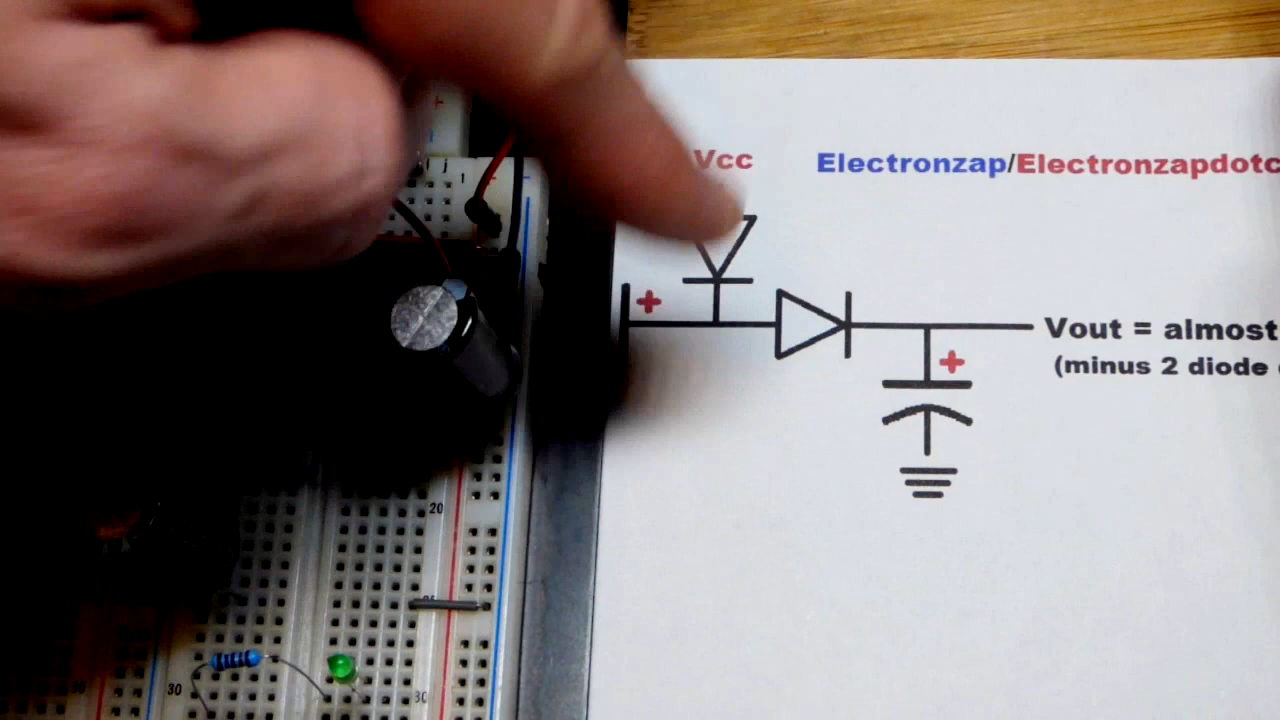 Vcc
Electronzap/Electronzapdotc
+
Vout = almost
(minus 2 diode
+
j
20
30
30